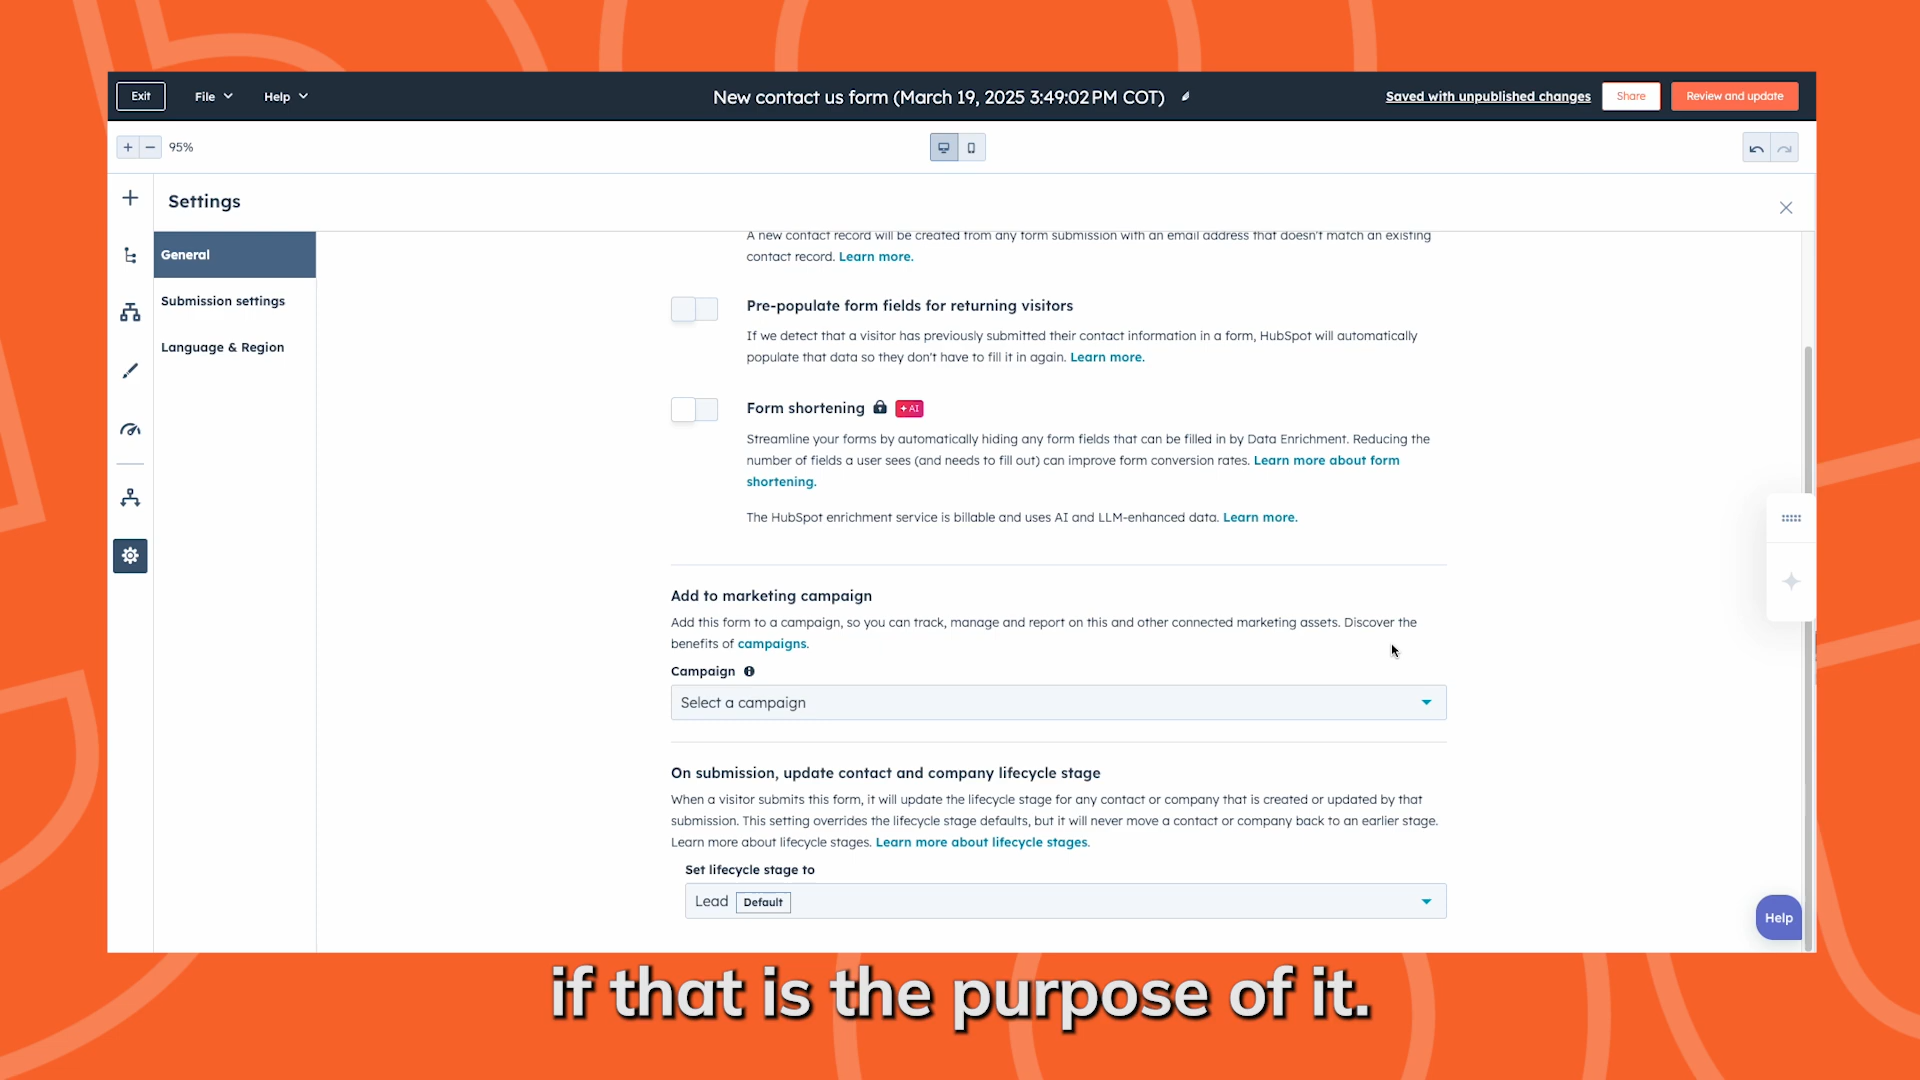 Exit
File
Help
New contact us form (March 19, 2025 3:49:02 PM COT)
Saved with unpublished changes
Share
Review and update
+
−
95%
Settings
General
Submission settings
Language & Region
A new contact record will be created from any form submission with an email address that doesn't match an existing
contact record. Learn more.
Pre-populate form fields for returning visitors
If we detect that a visitor has previously submitted their contact information in a form, HubSpot will automatically
populate that data so they don't have to fill it in again. Learn more.
Form shortening
AI
Streamline your forms by automatically hiding any form fields that can be filled in by Data Enrichment. Reducing the
number of fields a user sees (and needs to fill out) can improve form conversion rates. Learn more about form
shortening.
The HubSpot enrichment service is billable and uses AI and LLM-enhanced data. Learn more.
Add to marketing campaign
Add this form to a campaign, so you can track, manage and report on this and other connected marketing assets. Discover the
benefits of campaigns.
Campaign
Select a campaign
On submission, update contact and company lifecycle stage
When a visitor submits this form, it will update the lifecycle stage for any contact or company that is created or updated by that
submission. This setting overrides the lifecycle stage defaults, but it will never move a contact or company back to an earlier stage.
Learn more about lifecycle stages. Learn more about lifecycle stages.
Set lifecycle stage to
Lead Default
Help
if that is the purpose of it.